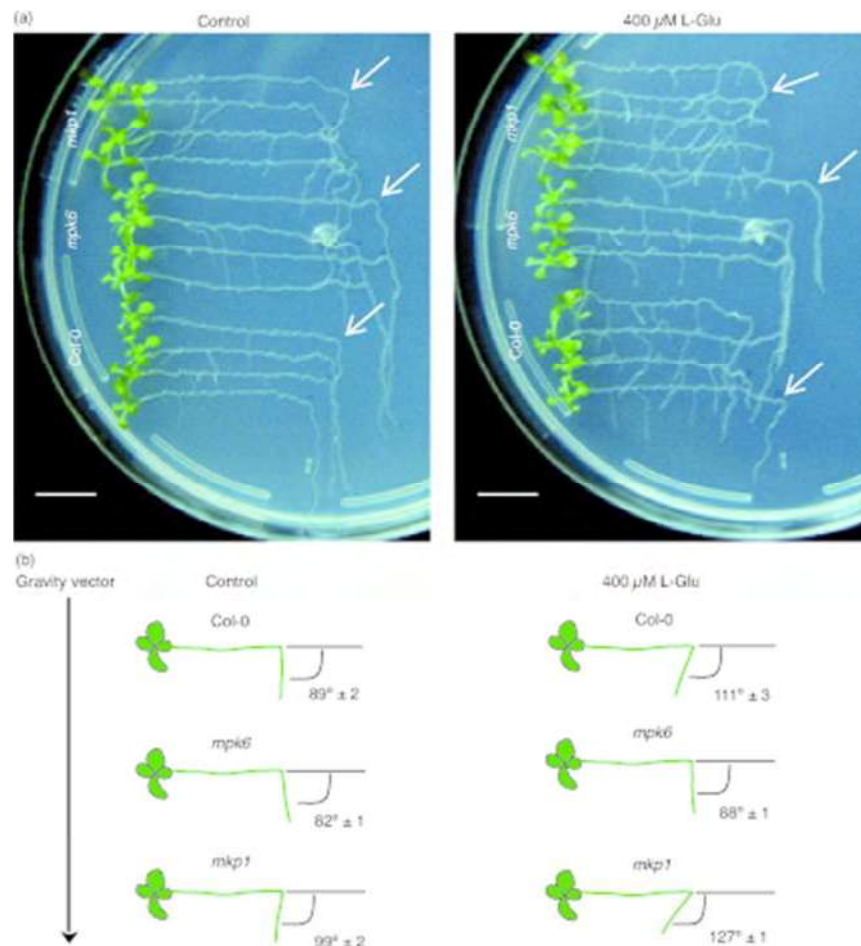 (a)
Control
400 µM L-Glu
mkp1
mpk6
Col-0
mkp1
mpk6
Col-0
(b)
Gravity vector
Control
400 µM L-Glu
Col-0
Col-0
89° ± 2
111° ± 3
mpk6
mpk6
82° ± 1
88° ± 1
mkp1
mkp1
99° ± 2
127° ± 1